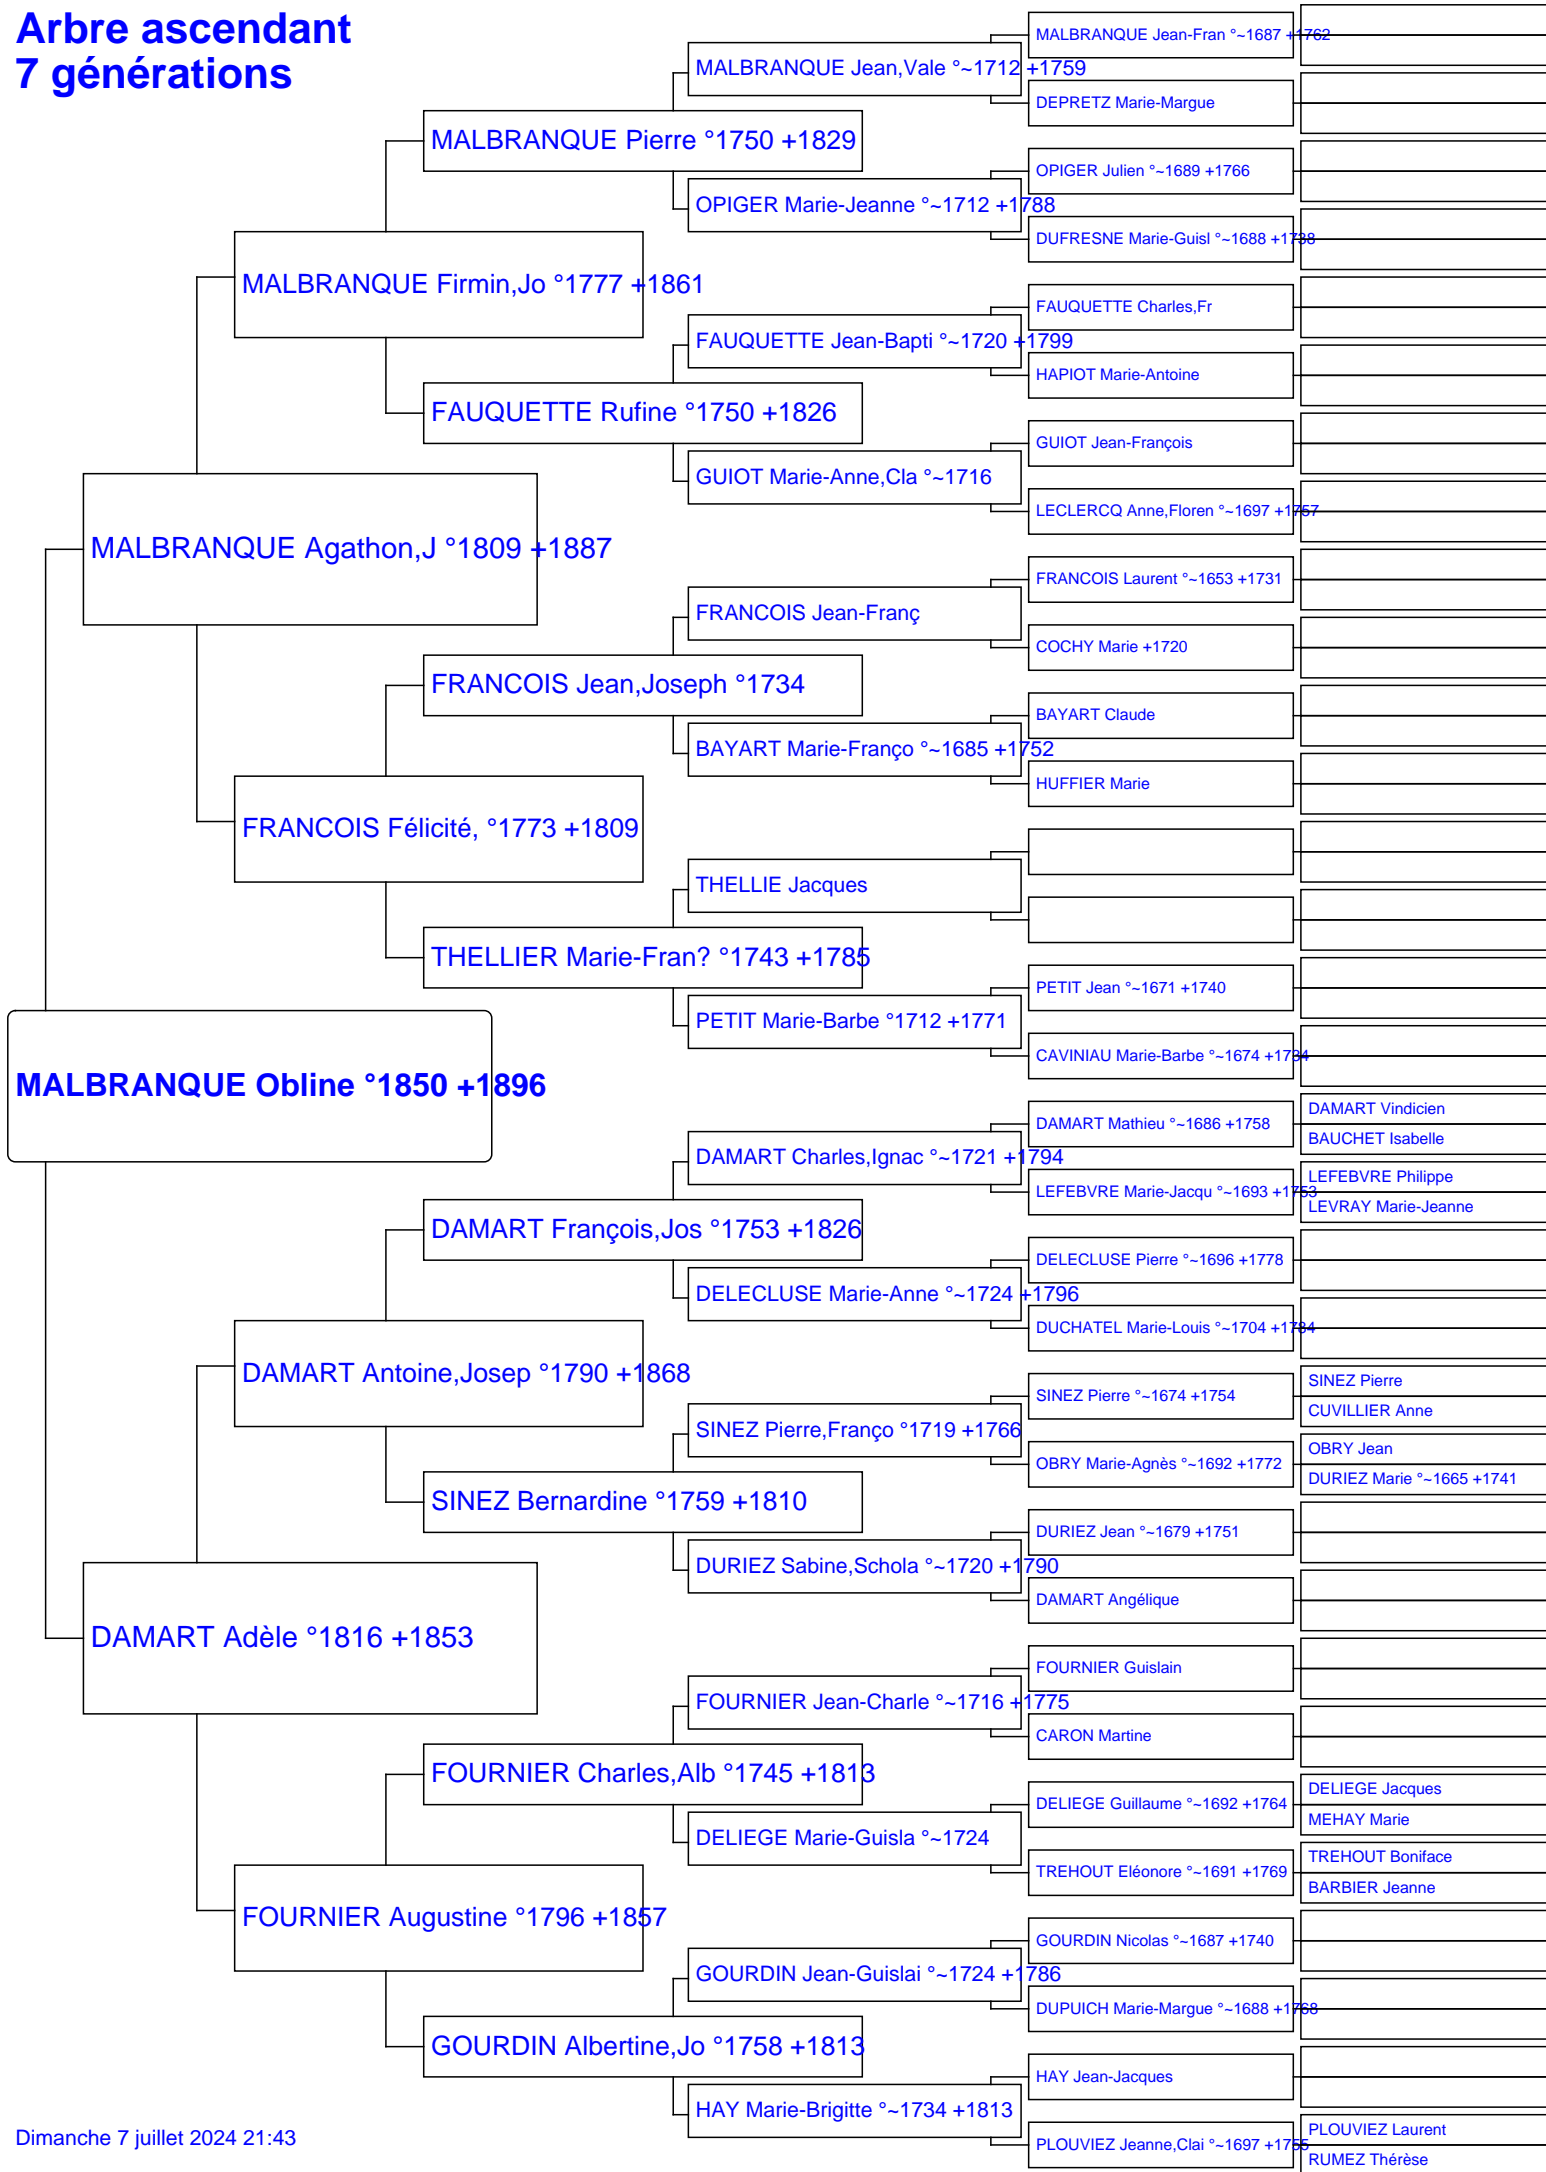 Arbre ascendant
7 générations
MALBRANQUE Jean-Fran °~1687 +1762
MALBRANQUE Jean,Vale °~1712 +1759
DEPRETZ Marie-Margue
MALBRANQUE Pierre °1750 +1829
OPIGER Julien °~1689 +1766
OPIGER Marie-Jeanne °~1712 +1788
DUFRESNE Marie-Guisl °~1688 +1738
MALBRANQUE Firmin,Jo °1777 +1861
FAUQUETTE Charles,Fr
FAUQUETTE Jean-Bapti °~1720 +1799
HAPIOT Marie-Antoine
FAUQUETTE Rufine °1750 +1826
GUIOT Jean-François
GUIOT Marie-Anne,Cla °~1716
LECLERCQ Anne,Floren °~1697 +1757
MALBRANQUE Agathon,J °1809 +1887
FRANCOIS Laurent °~1653 +1731
FRANCOIS Jean-Franç
COCHY Marie +1720
FRANCOIS Jean,Joseph °1734
BAYART Claude
BAYART Marie-Franço °~1685 +1752
HUFFIER Marie
FRANCOIS Félicité, °1773 +1809
THELLIE Jacques
THELLIER Marie-Fran? °1743 +1785
PETIT Jean °~1671 +1740
PETIT Marie-Barbe °1712 +1771
CAVINIAU Marie-Barbe °~1674 +1734
MALBRANQUE Obline °1850 +1896
DAMART Vindicien
DAMART Mathieu °~1686 +1758
BAUCHET Isabelle
DAMART Charles,Ignac °~1721 +1794
LEFEBVRE Philippe
LEFEBVRE Marie-Jacqu °~1693 +1753
LEVRAY Marie-Jeanne
DAMART François,Jos °1753 +1826
DELECLUSE Pierre °~1696 +1778
DELECLUSE Marie-Anne °~1724 +1796
DUCHATEL Marie-Louis °~1704 +1784
DAMART Antoine,Josep °1790 +1868
SINEZ Pierre
SINEZ Pierre °~1674 +1754
CUVILLIER Anne
SINEZ Pierre,Franço °1719 +1766
OBRY Jean
OBRY Marie-Agnès °~1692 +1772
DURIEZ Marie °~1665 +1741
SINEZ Bernardine °1759 +1810
DURIEZ Jean °~1679 +1751
DURIEZ Sabine,Schola °~1720 +1790
DAMART Angélique
DAMART Adèle °1816 +1853
FOURNIER Guislain
FOURNIER Jean-Charle °~1716 +1775
CARON Martine
FOURNIER Charles,Alb °1745 +1813
DELIEGE Jacques
DELIEGE Guillaume °~1692 +1764
MEHAY Marie
DELIEGE Marie-Guisla °~1724
TREHOUT Boniface
TREHOUT Eléonore °~1691 +1769
BARBIER Jeanne
FOURNIER Augustine °1796 +1857
GOURDIN Nicolas °~1687 +1740
GOURDIN Jean-Guislai °~1724 +1786
DUPUICH Marie-Margue °~1688 +1768
GOURDIN Albertine,Jo °1758 +1813
HAY Jean-Jacques
HAY Marie-Brigitte °~1734 +1813
PLOUVIEZ Laurent
PLOUVIEZ Jeanne,Clai °~1697 +1755
RUMEZ Thérèse
Dimanche 7 juillet 2024 21:43